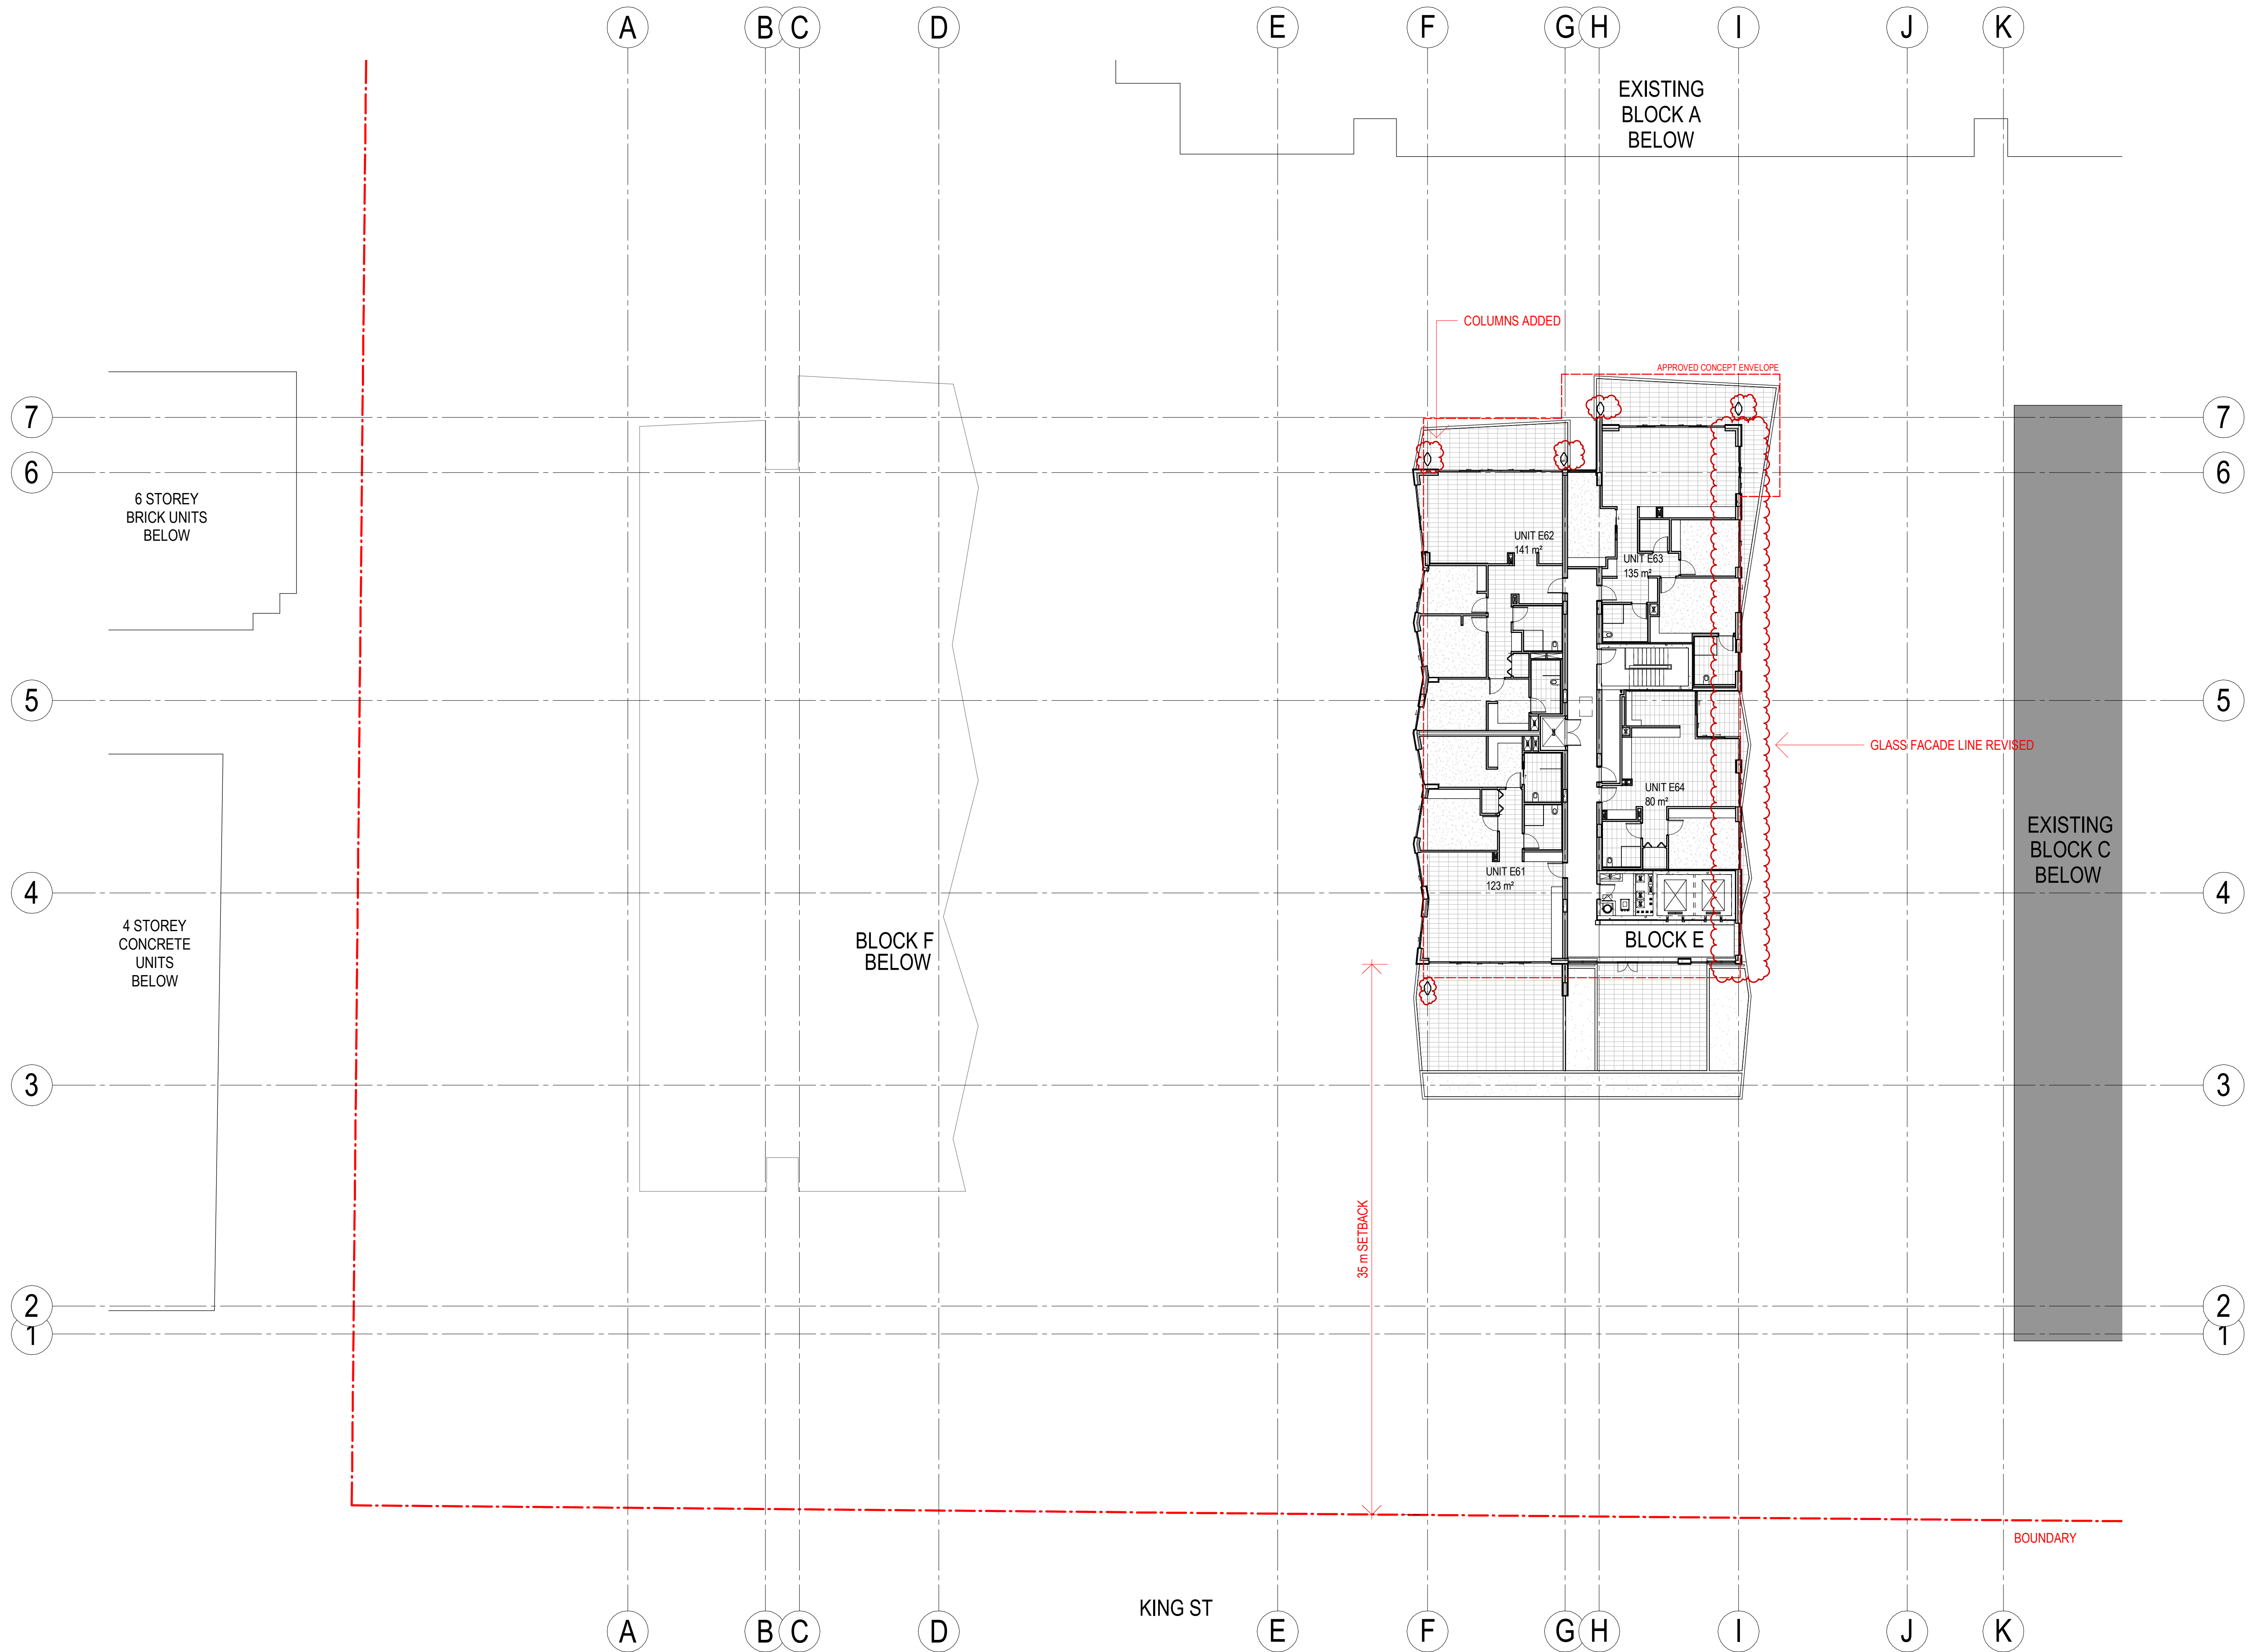 A B C D E F G H I J K
EXISTING
BLOCK A
BELOW
COLUMNS ADDED
APPROVED CONCEPT ENVELOPE
7 7
6 6
6 STOREY
BRICK UNITS
BELOW
UNIT E62
141 m²
UNIT E63
135 m²
5 5
GLASS FACADE LINE REVISED
UNIT E64
80 m²
EXISTING
BLOCK C
BELOW
UNIT E61
123 m²
4 4
4 STOREY
CONCRETE
UNITS
BELOW
BLOCK F
BELOW
BLOCK E
3 3
35 m SETBACK
2 2
1 1
BOUNDARY
KING ST
A B C D E F G H I J K